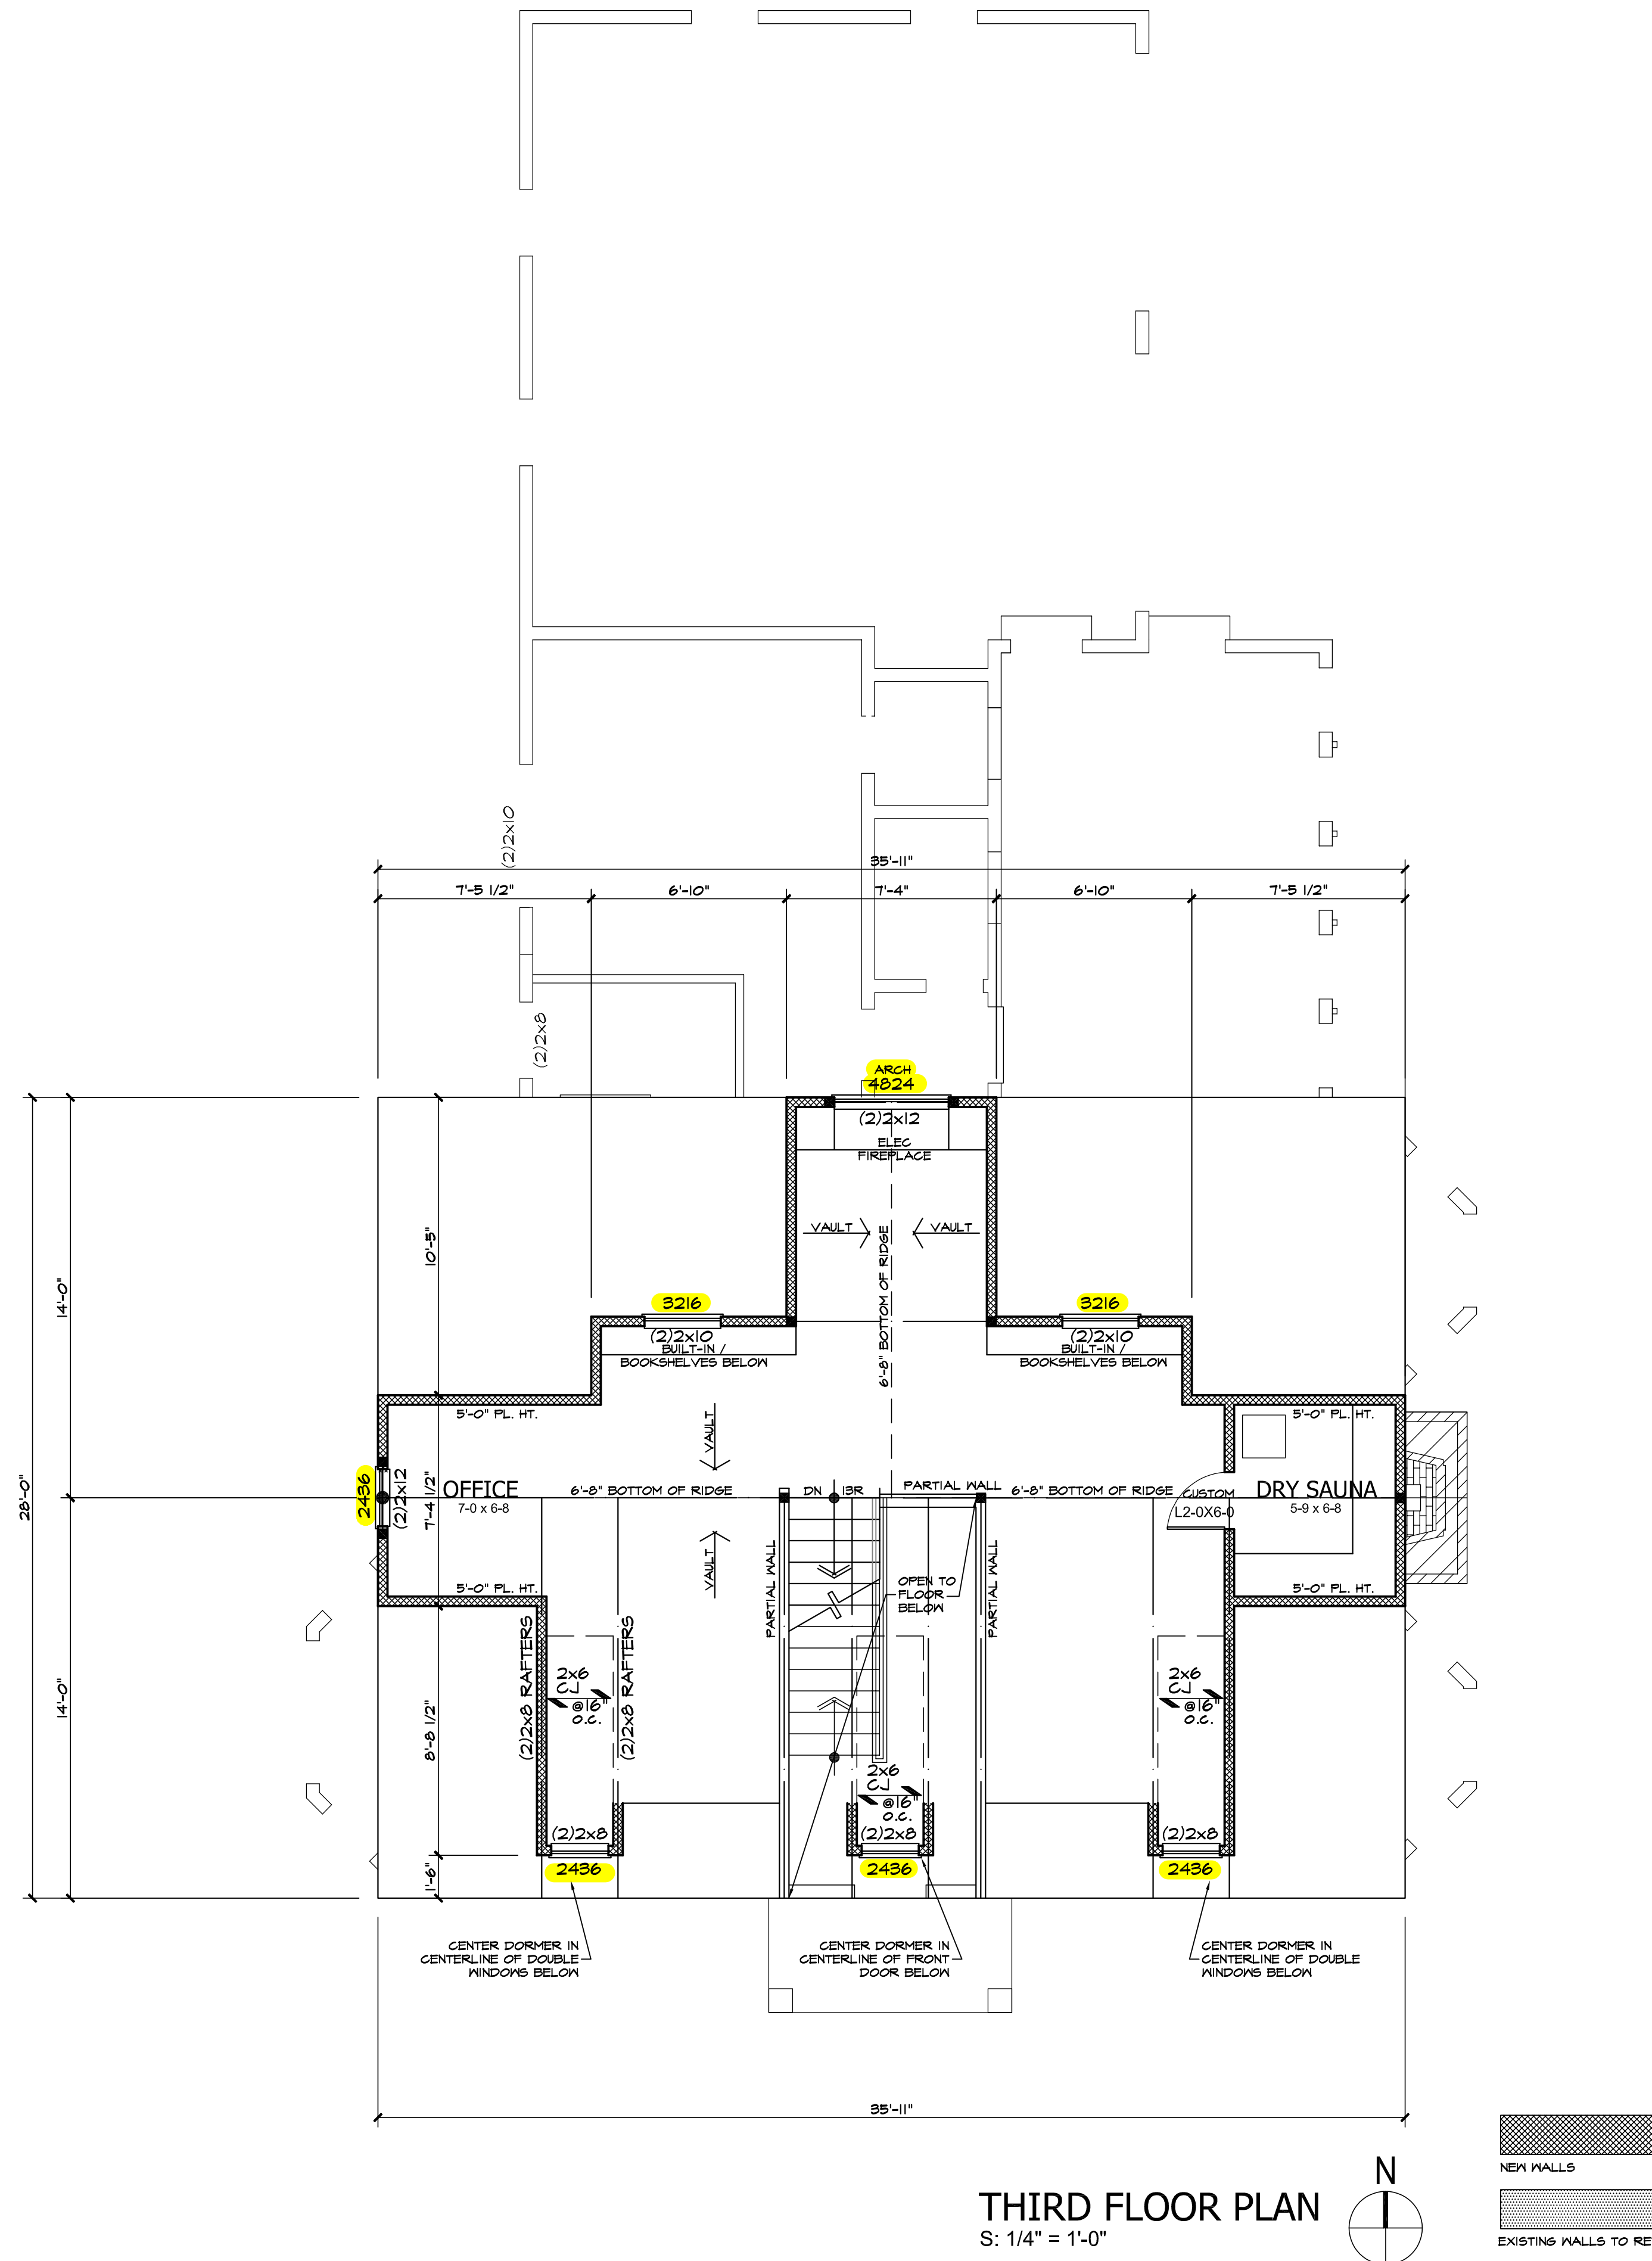 (2)2x10
35'-11"
7'-5 1/2"
6'-10"
7'-4"
6'-10"
7'-5 1/2"
(2)2x8
ARCH
4824
(2)2x12
ELEC
FIREPLACE
VAULT
VAULT
10'-5"
14'-0"
6'-8" BOTTOM OF RIDGE
3216
(2)2x10
BUILT-IN /
BOOKSHELVES BELOW
3216
(2)2x10
BUILT-IN /
BOOKSHELVES BELOW
5'-0" PL. HT.
5'-0" PL. HT.
VAULT
28'-0"
2436
(2)2x12
7'-4 1/2"
OFFICE
7-0 x 6-8
6'-8" BOTTOM OF RIDGE
DN
13R
PARTIAL WALL
6'-8" BOTTOM OF RIDGE
CUSTOM
L2-0X6-0
DRY SAUNA
5-9 x 6-8
VAULT
PARTIAL WALL
OPEN TO
FLOOR
BELOW
PARTIAL WALL
5'-0" PL. HT.
5'-0" PL. HT.
14'-0"
8'-8 1/2"
(2)2x8 RAFTERS
2x6
CJ
@16"
O.C.
(2)2x8 RAFTERS
2x6
CJ
@16"
O.C.
2x6
CJ
@16"
O.C.
(2)2x8
(2)2x8
(2)2x8
1'-6"
2436
2436
2436
CENTER DORMER IN
CENTERLINE OF DOUBLE
WINDOWS BELOW
CENTER DORMER IN
CENTERLINE OF FRONT
DOOR BELOW
CENTER DORMER IN
CENTERLINE OF DOUBLE
WINDOWS BELOW
35'-11"
N
NEW WALLS
THIRD FLOOR PLAN
S: 1/4" = 1'-0"
EXISTING WALLS TO RE